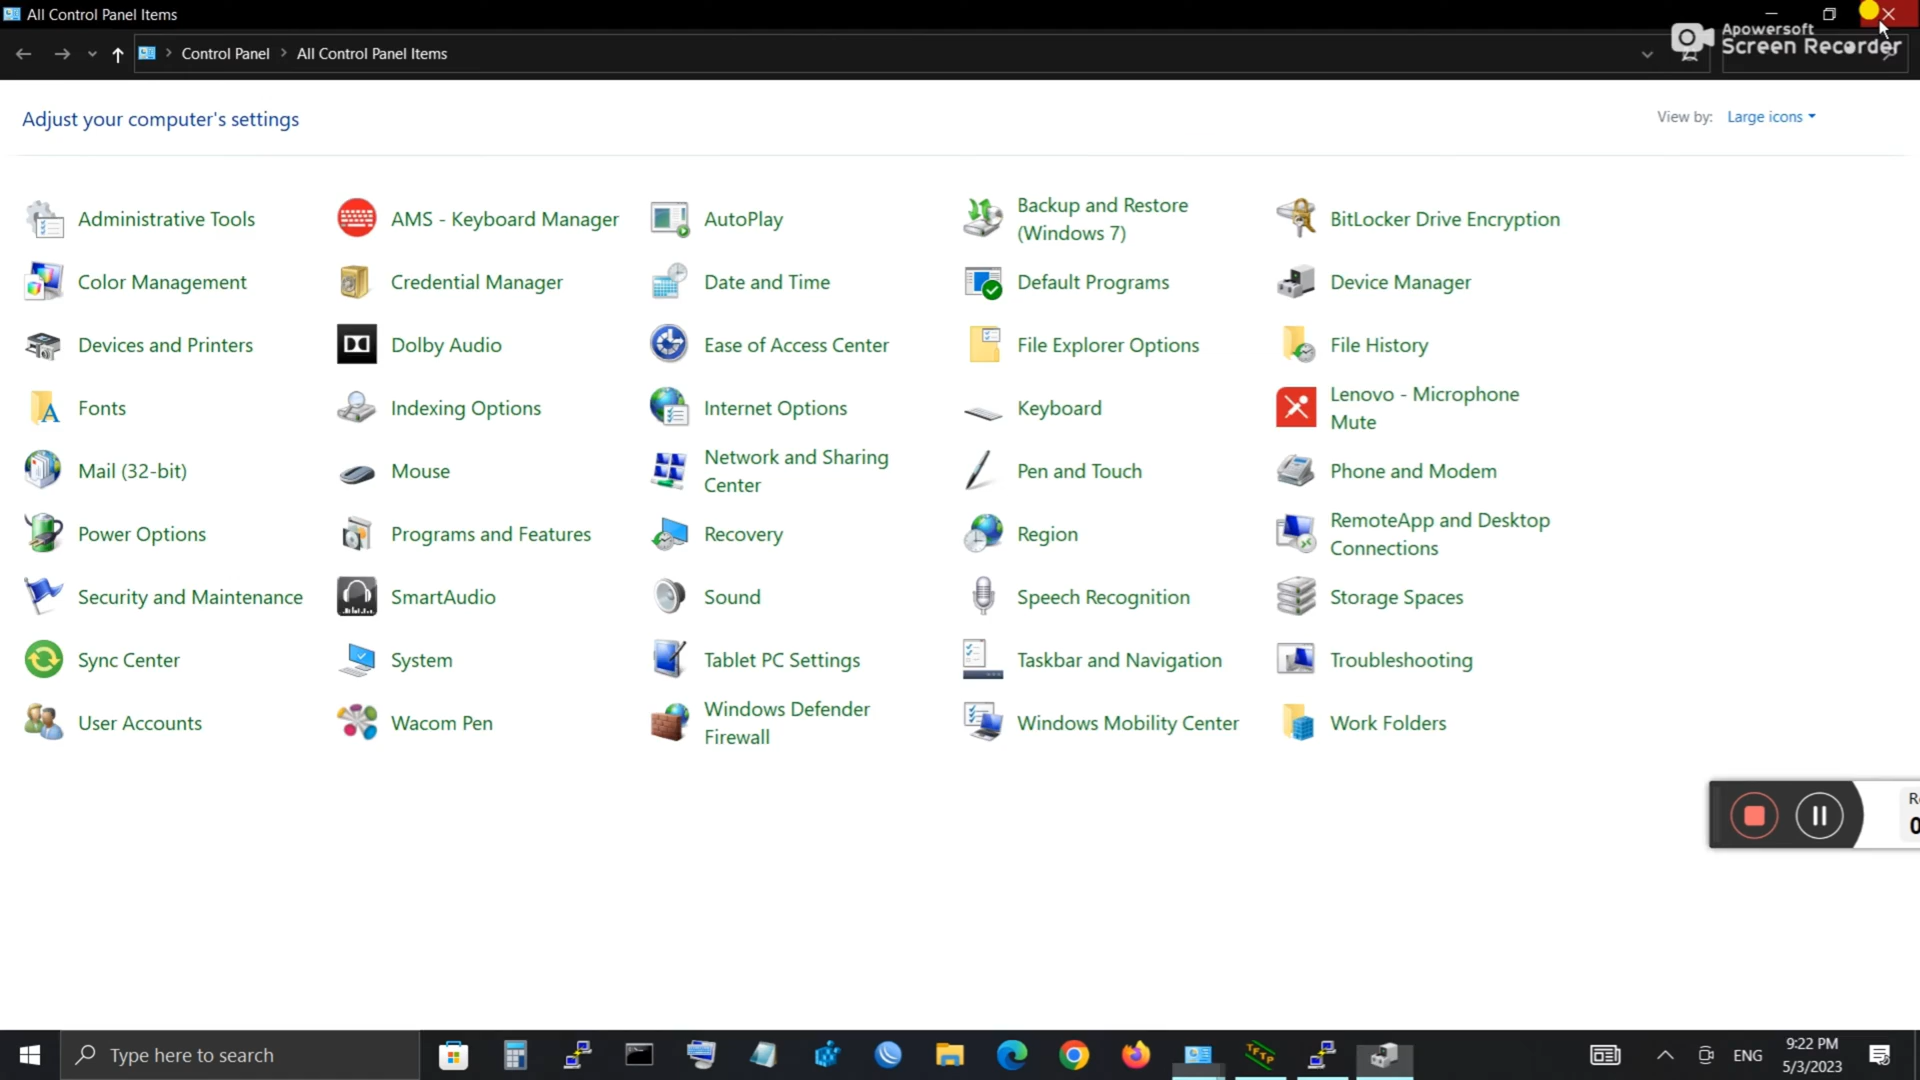 All Control Panel Items
Apowersoft
Screen Recorder
Control Panel
All Control Panel Items
Adjust your computer's settings
View by:
Large icons
Administrative Tools
AMS - Keyboard Manager
AutoPlay
Backup and Restore
(Windows 7)
BitLocker Drive Encryption
Color Management
Credential Manager
Date and Time
Default Programs
Device Manager
Devices and Printers
Dolby Audio
Ease of Access Center
File Explorer Options
File History
Fonts
Indexing Options
Internet Options
Keyboard
Lenovo - Microphone
Mute
Mail (32-bit)
Mouse
Network and Sharing
Center
Pen and Touch
Phone and Modem
Power Options
Programs and Features
Recovery
Region
RemoteApp and Desktop
Connections
Security and Maintenance
SmartAudio
Sound
Speech Recognition
Storage Spaces
Sync Center
System
Tablet PC Settings
Taskbar and Navigation
Troubleshooting
User Accounts
Wacom Pen
Windows Defender
Firewall
Windows Mobility Center
Work Folders
Type here to search
TFTP
ENG
9:22 PM
5/3/2023